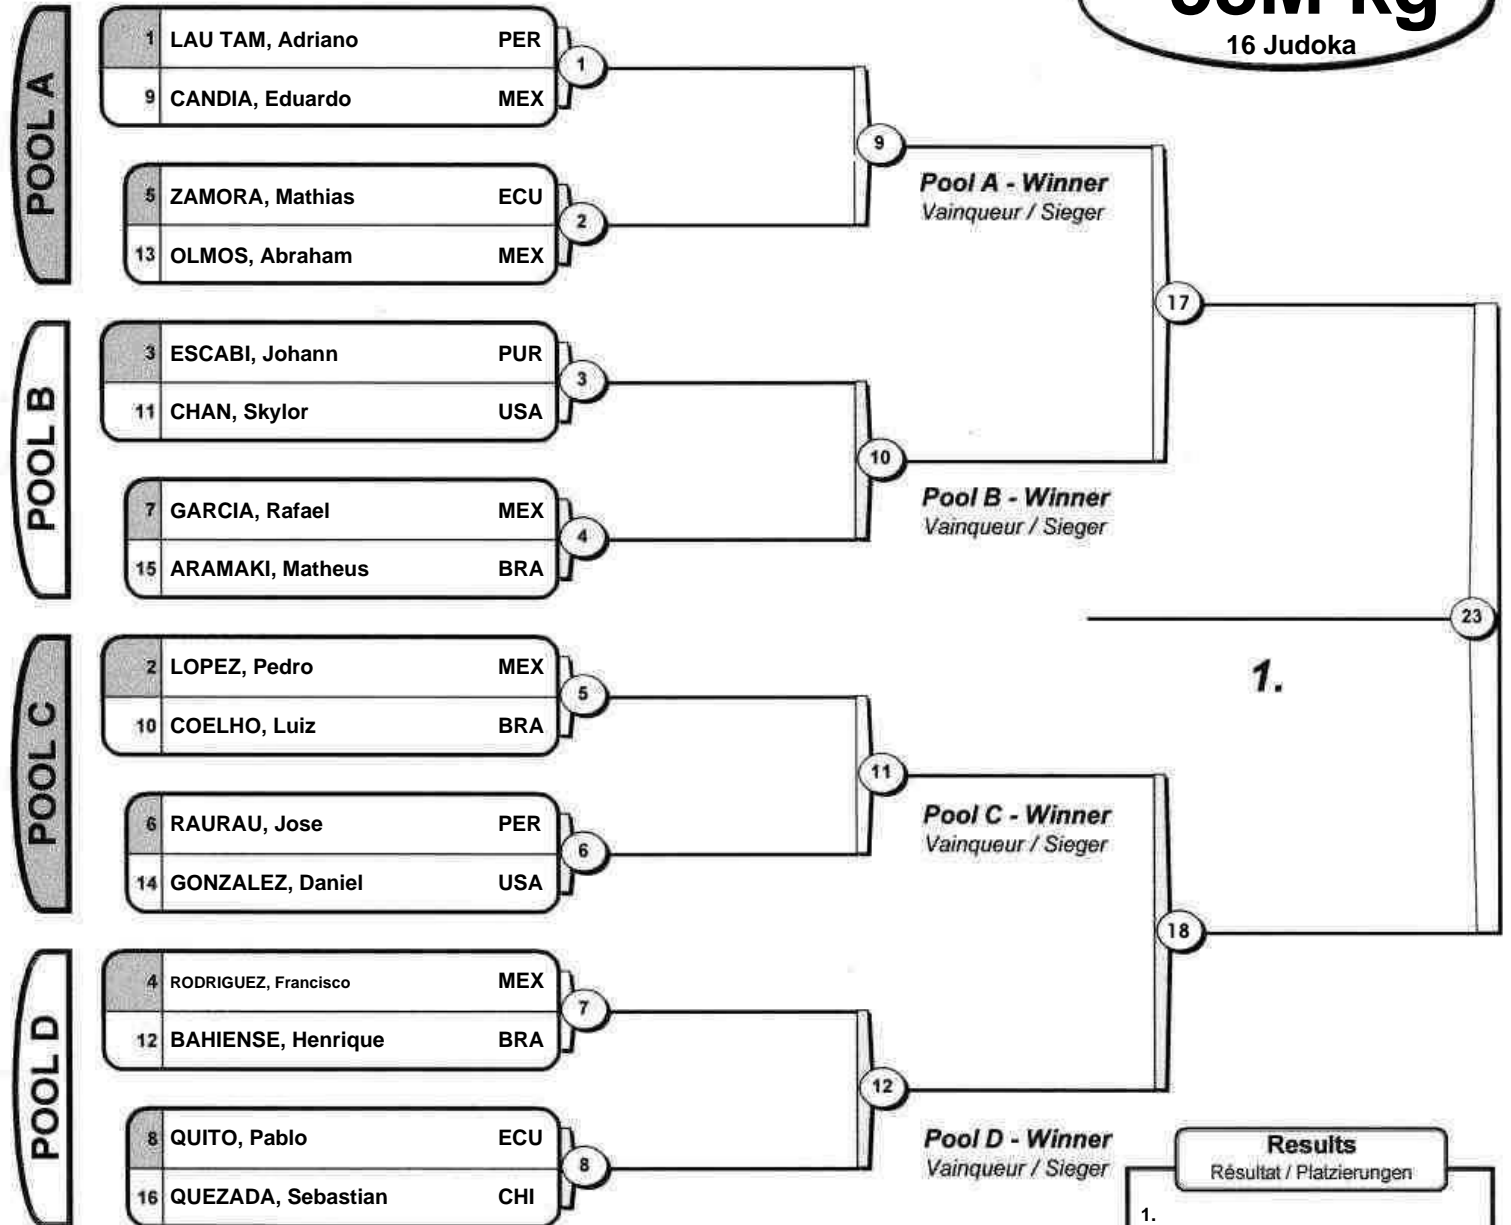 kg
16 Judoka
POOL A
1 LAU TAM, Adriano PER
9 CANDIA, Eduardo MEX
1
5 ZAMORA, Mathias ECU
13 OLMOS, Abraham MEX
2
9
Pool A - Winner
Vainqueur / Sieger
POOL B
3 ESCABI, Johann PUR
11 CHAN, Skylor USA
3
7 GARCIA, Rafael MEX
15 ARAMAKI, Matheus BRA
4
10
Pool B - Winner
Vainqueur / Sieger
17
POOL C
2 LOPEZ, Pedro MEX
10 COELHO, Luiz BRA
5
6 RAURAU, Jose PER
14 GONZALEZ, Daniel USA
6
11
Pool C - Winner
Vainqueur / Sieger
POOL D
4 RODRIGUEZ, Francisco MEX
12 BAHIENSE, Henrique BRA
7
8 QUITO, Pablo ECU
16 QUEZADA, Sebastian CHI
8
12
Pool D - Winner
Vainqueur / Sieger
18
23
1.
Results
Résultat / Platzierungen
1.